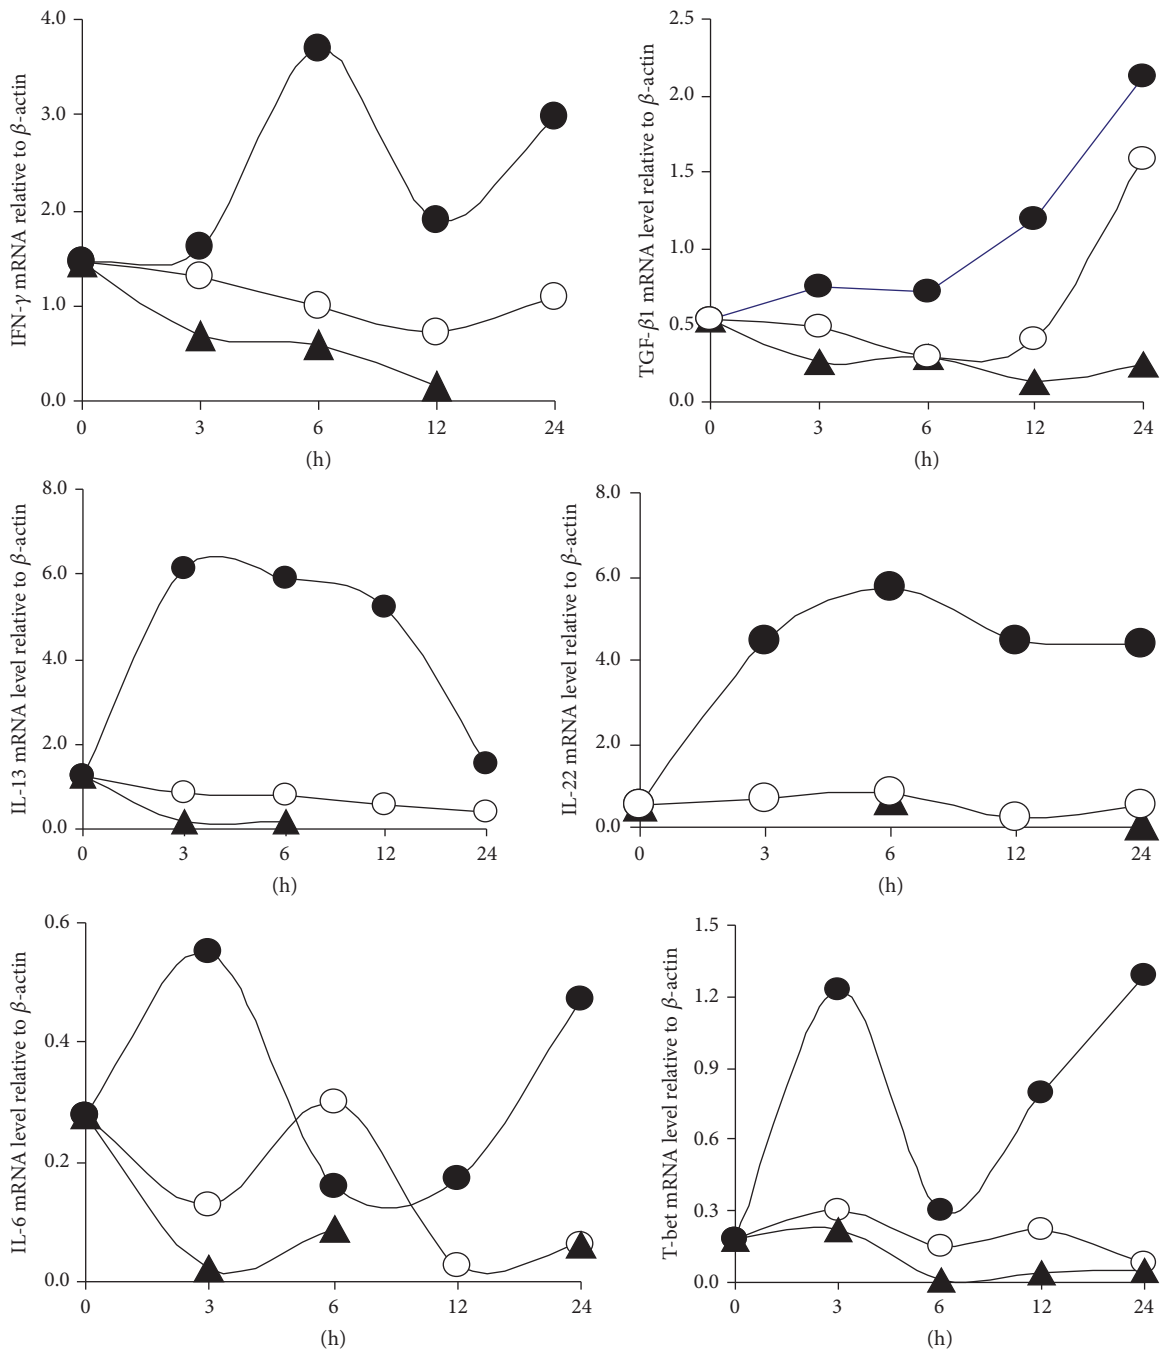 IFN-γ mRNA relative to β-actin
4.0
3.0
2.0
1.0
0.0
0 3 6 12 24
(h)
TGF-β1 mRNA level relative to β-actin
2.5
2.0
1.5
1.0
0.5
0.0
0 3 6 12 24
(h)
IL-13 mRNA level relative to β-actin
8.0
6.0
4.0
2.0
0.0
0 3 6 12 24
(h)
IL-22 mRNA level relative to β-actin
8.0
6.0
4.0
2.0
0.0
0 3 6 12 24
(h)
IL-6 mRNA level relative to β-actin
0.6
0.4
0.2
0.0
0 3 6 12 24
(h)
T-bet mRNA level relative to β-actin
1.5
1.2
0.9
0.6
0.3
0.0
0 3 6 12 24
(h)